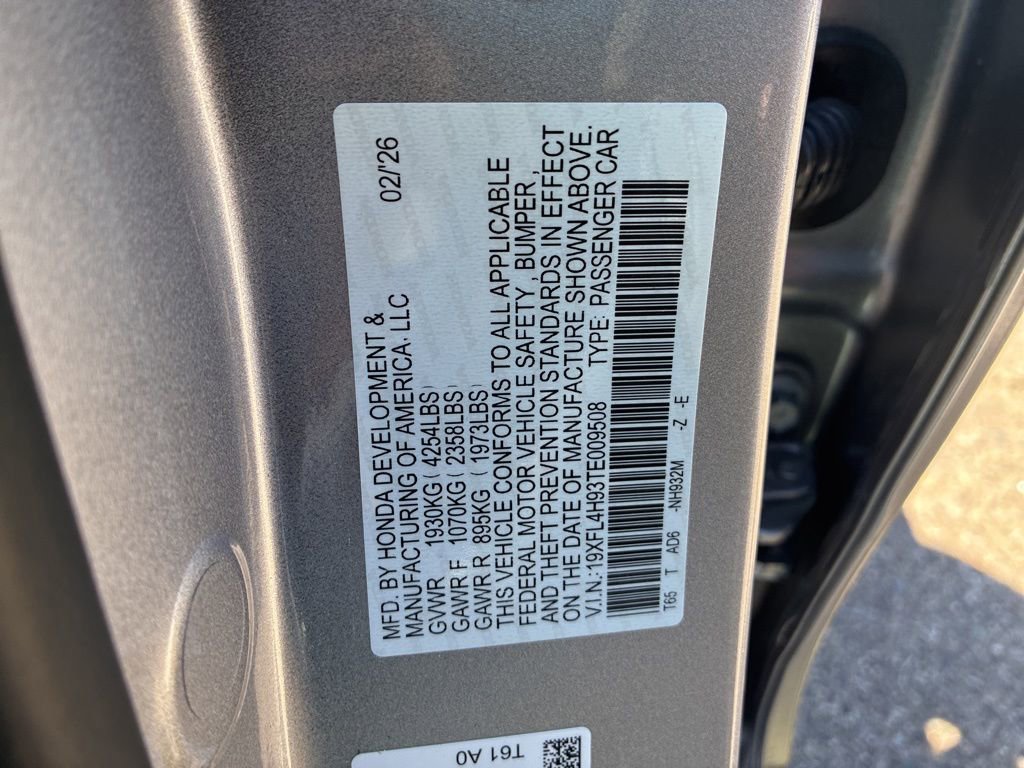 02/'26
MFD. BY HONDA DEVELOPMENT &
MANUFACTURING OF AMERICA, LLC
GVWR 1930KG ( 4254LBS)
GAWR F 1070KG ( 2358LBS)
GAWR R 895KG ( 1973LBS)
THIS VEHICLE CONFORMS TO ALL APPLICABLE
FEDERAL MOTOR VEHICLE SAFETY , BUMPER ,
AND THEFT PREVENTION STANDARDS IN EFFECT
ON THE DATE OF MANUFACTURE SHOWN ABOVE.
V.I.N.:19XFL4H93TE009508 TYPE: PASSENGER CAR
T65 T AD6 -NH932M -Z -E
T61 A0